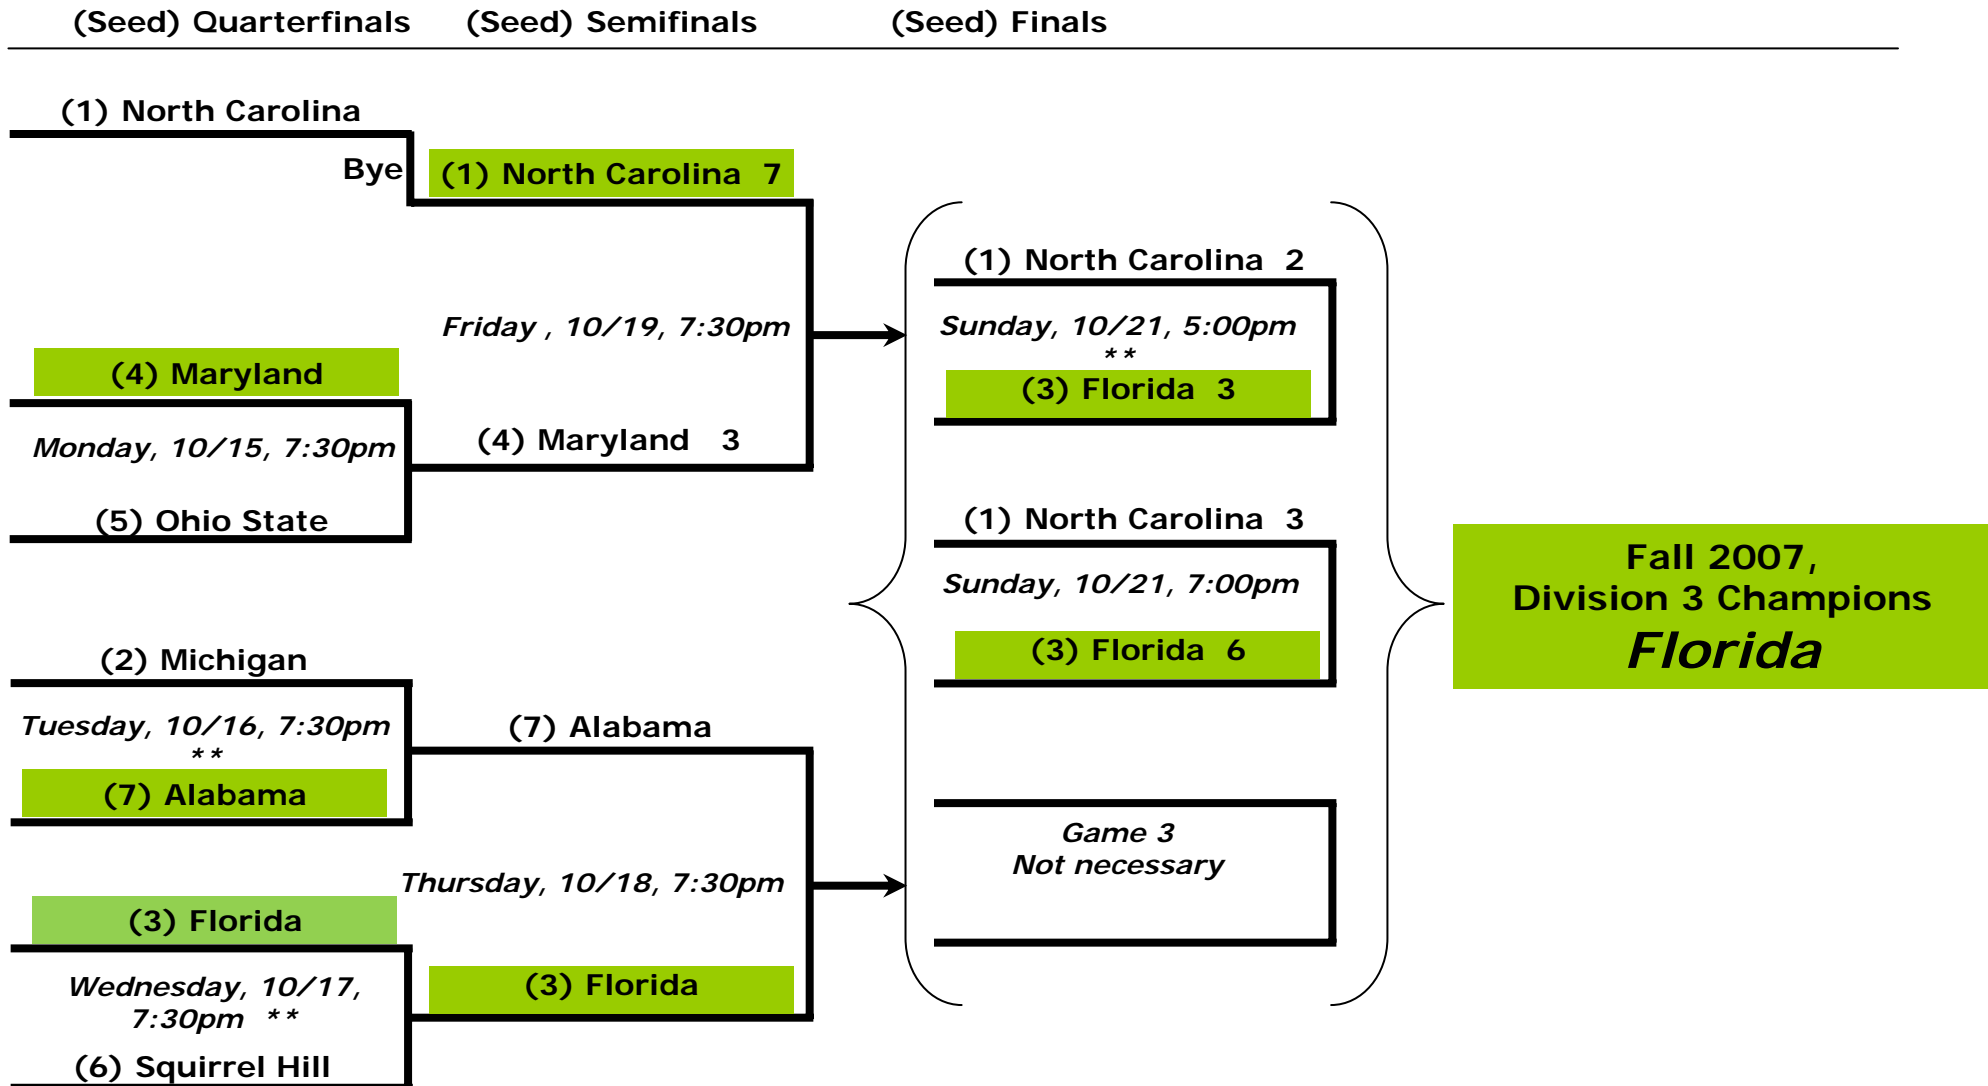 (Seed) Quarterfinals (Seed) Semifinals (Seed) Finals
(1) North Carolina
Bye
(4) Maryland
Monday, 10/15, 7:30pm
(5) Ohio State
(2) Michigan
Tuesday, 10/16, 7:30pm
**
(7) Alabama
(3) Florida
Wednesday, 10/17,
7:30pm **
(6) Squirrel Hill
(1) North Carolina 7
Friday , 10/19, 7:30pm
(4) Maryland 3
(7) Alabama
Thursday, 10/18, 7:30pm
(3) Florida
(1) North Carolina 2
Sunday, 10/21, 5:00pm
**
(3) Florida 3
(1) North Carolina 3
Sunday, 10/21, 7:00pm
(3) Florida 6
Game 3
Not necessary
Fall 2007,
Division 3 Champions
Florida